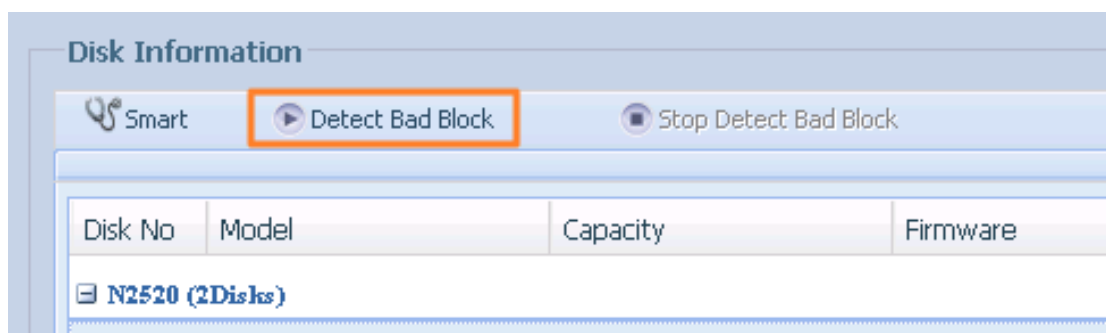 Disk Information
Smart Detect Bad Block Stop Detect Bad Block
Disk No Model Capacity Firmware
N2520 (2Disks)